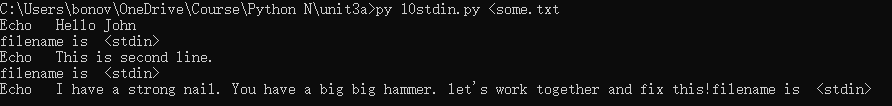 C:\Users\bonov\OneDrive\Course\Python N\unit3a>py 10stdin.py <some.txt
Echo   Hello John
filename is  <stdin>
Echo   This is second line.
filename is  <stdin>
Echo   I have a strong nail. You have a big big hammer. let's work together and fix this!filename is  <stdin>